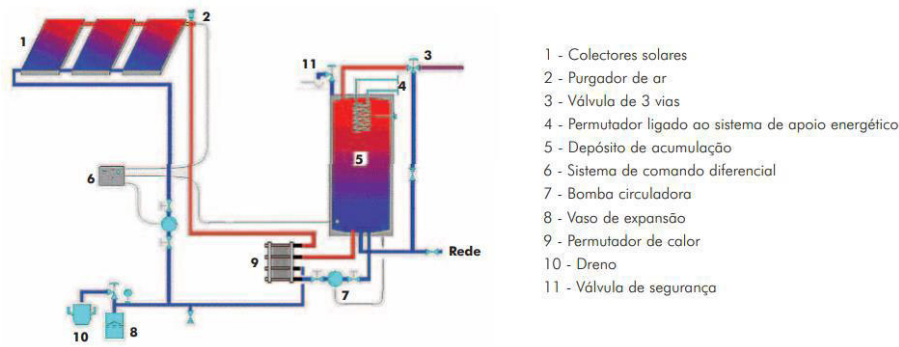 1
2
3
11
4
5
6
Rede
9
7
10
8
1 - Colectores solares
2 - Purgador de ar
3 - Válvula de 3 vias
4 - Permutador ligado ao sistema de apoio energético
5 - Depósito de acumulação
6 - Sistema de comando diferencial
7 - Bomba circuladora
8 - Vaso de expansão
9 - Permutador de calor
10 - Dreno
11 - Válvula de segurança